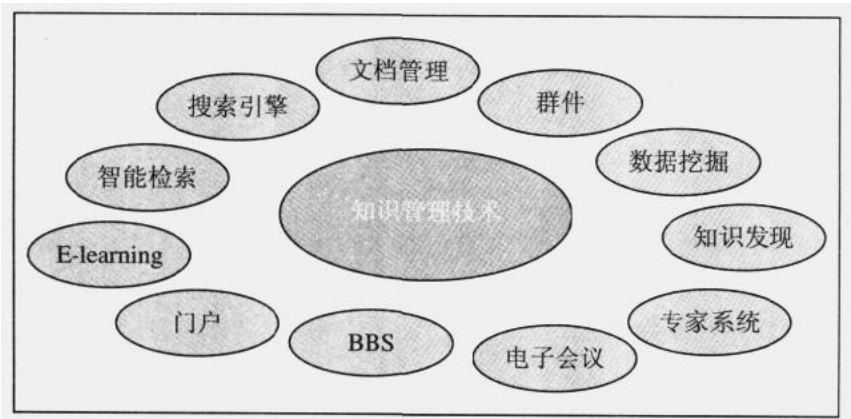 文档管理
搜索引擎
群件
智能检索
数据挖掘
知识管理技术
E-learning
知识发现
门户
BBS
电子会议
专家系统